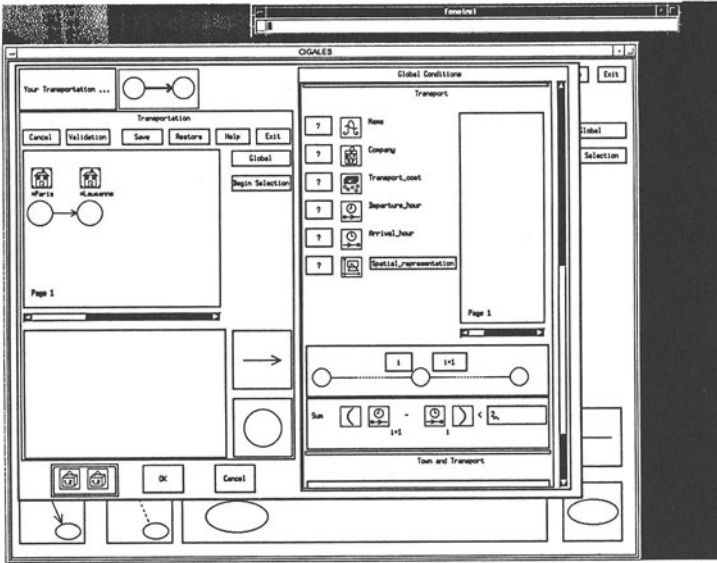 Fenetre1
CIGALES
Your Transportation ...
Exit
Transportation
Cancel Validation Save Restore Help Exit
Global
Begin Selection
=Paris =Lausanne
Page 1
OK Cancel
Global Conditions
Transport
? Name
? Company
? Transport_cost
? Departure_hour
? Arrival_hour
? Spatial_representation
Page 1
i i+1
Sum ( - ) < 2
i+1 i
Town and Transport
Global
Selection